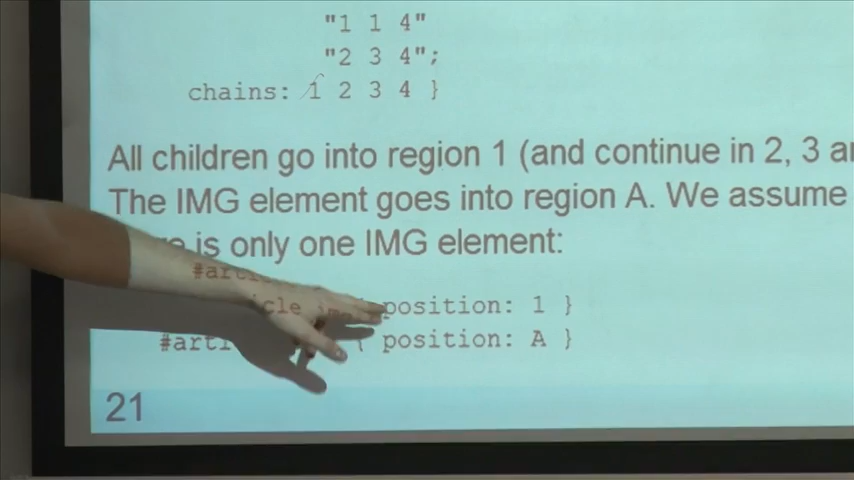 "1 1 4"
"2 3 4";
chains: 1 2 3 4 }
All children go into region 1 (and continue in 2, 3
The IMG element goes into region A. We assume
is only one IMG element:
position: 1 }
{ position: A }
21